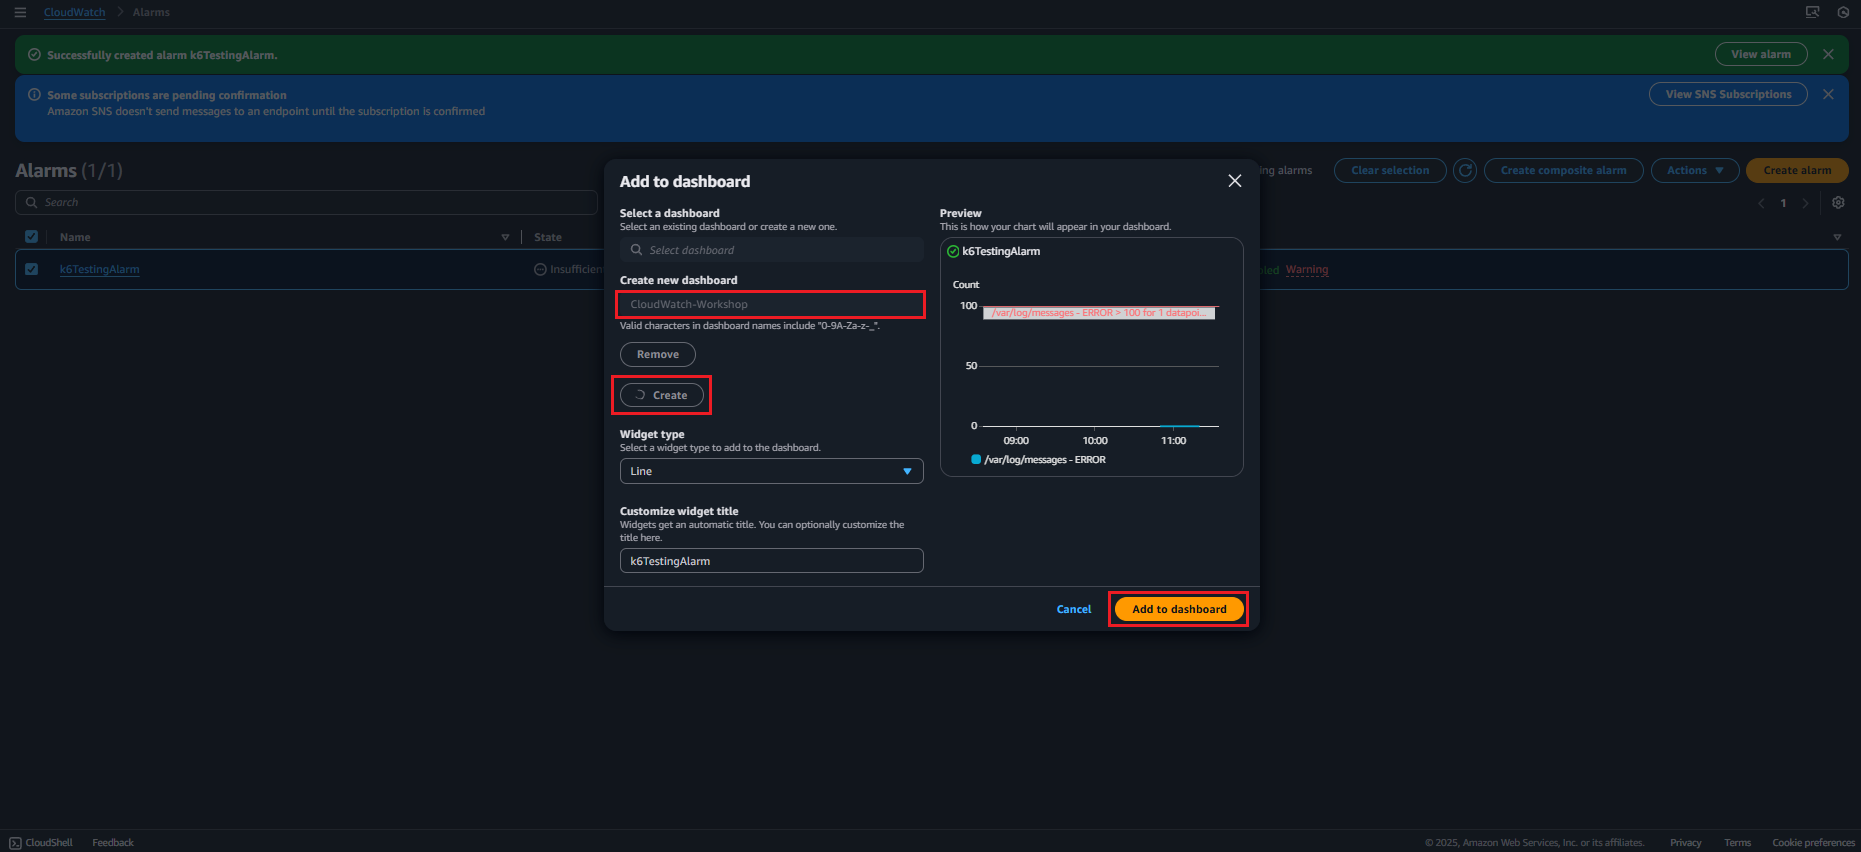 CloudWatch > Alarms
Successfully created alarm k6TestingAlarm.
View alarm
Some subscriptions are pending confirmation
Amazon SNS doesn't send messages to an endpoint until the subscription is confirmed
View SNS Subscriptions
Alarms (1/1)
alarms
Clear selection
Create composite alarm
Actions
Create alarm
Search
1
Name
State
k6TestingAlarm
Warning
Add to dashboard
Select a dashboard
Select an existing dashboard or create a new one.
Select dashboard
Create new dashboard
CloudWatch-Workshop
Valid characters in dashboard names include "0-9A-Za-z-_".
Remove
Create
Widget type
Select a widget type to add to the dashboard.
Line
Customize widget title
Widgets get an automatic title. You can optionally customize the
title here.
k6TestingAlarm
Preview
This is how your chart will appear in your dashboard.
k6TestingAlarm
Count
100
/var/log/messages - ERROR > 100 for 1 datapoi...
50
0
09:00 10:00 11:00
/var/log/messages - ERROR
Cancel
Add to dashboard
CloudShell
Feedback
© 2025, Amazon Web Services, Inc. or its affiliates.
Privacy
Terms
Cookie preferences